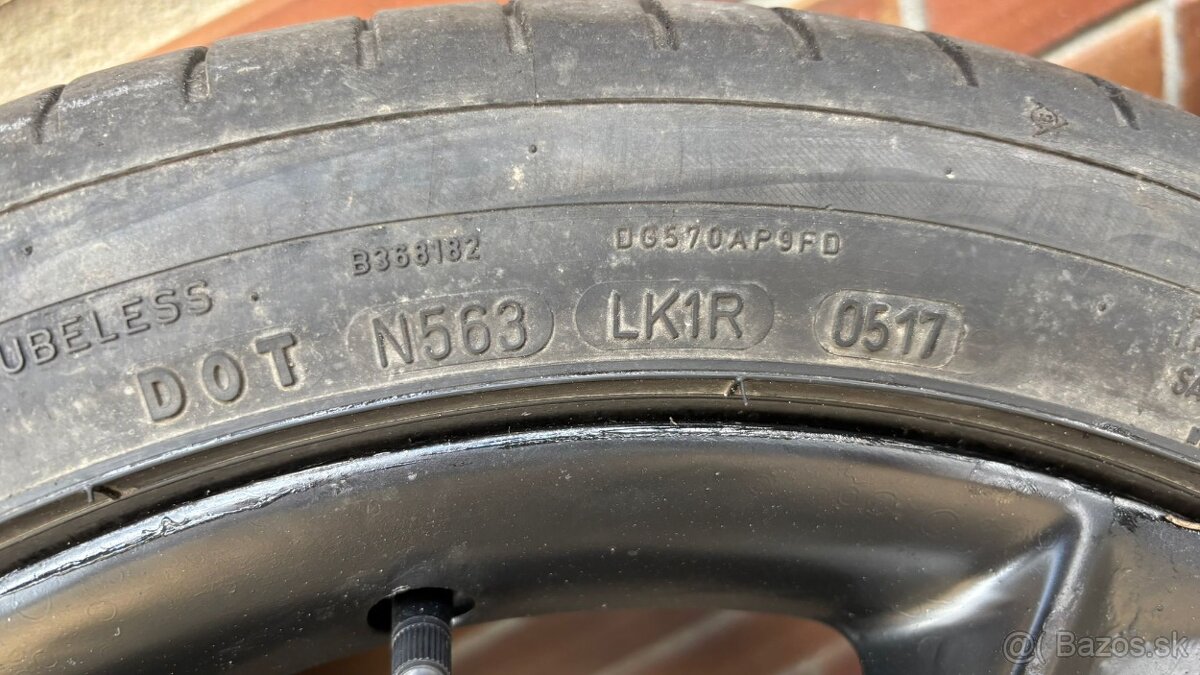 B368182 DG570AP9FD
UBELESS
DOT N563 LK1R 0517
Bazos.sk